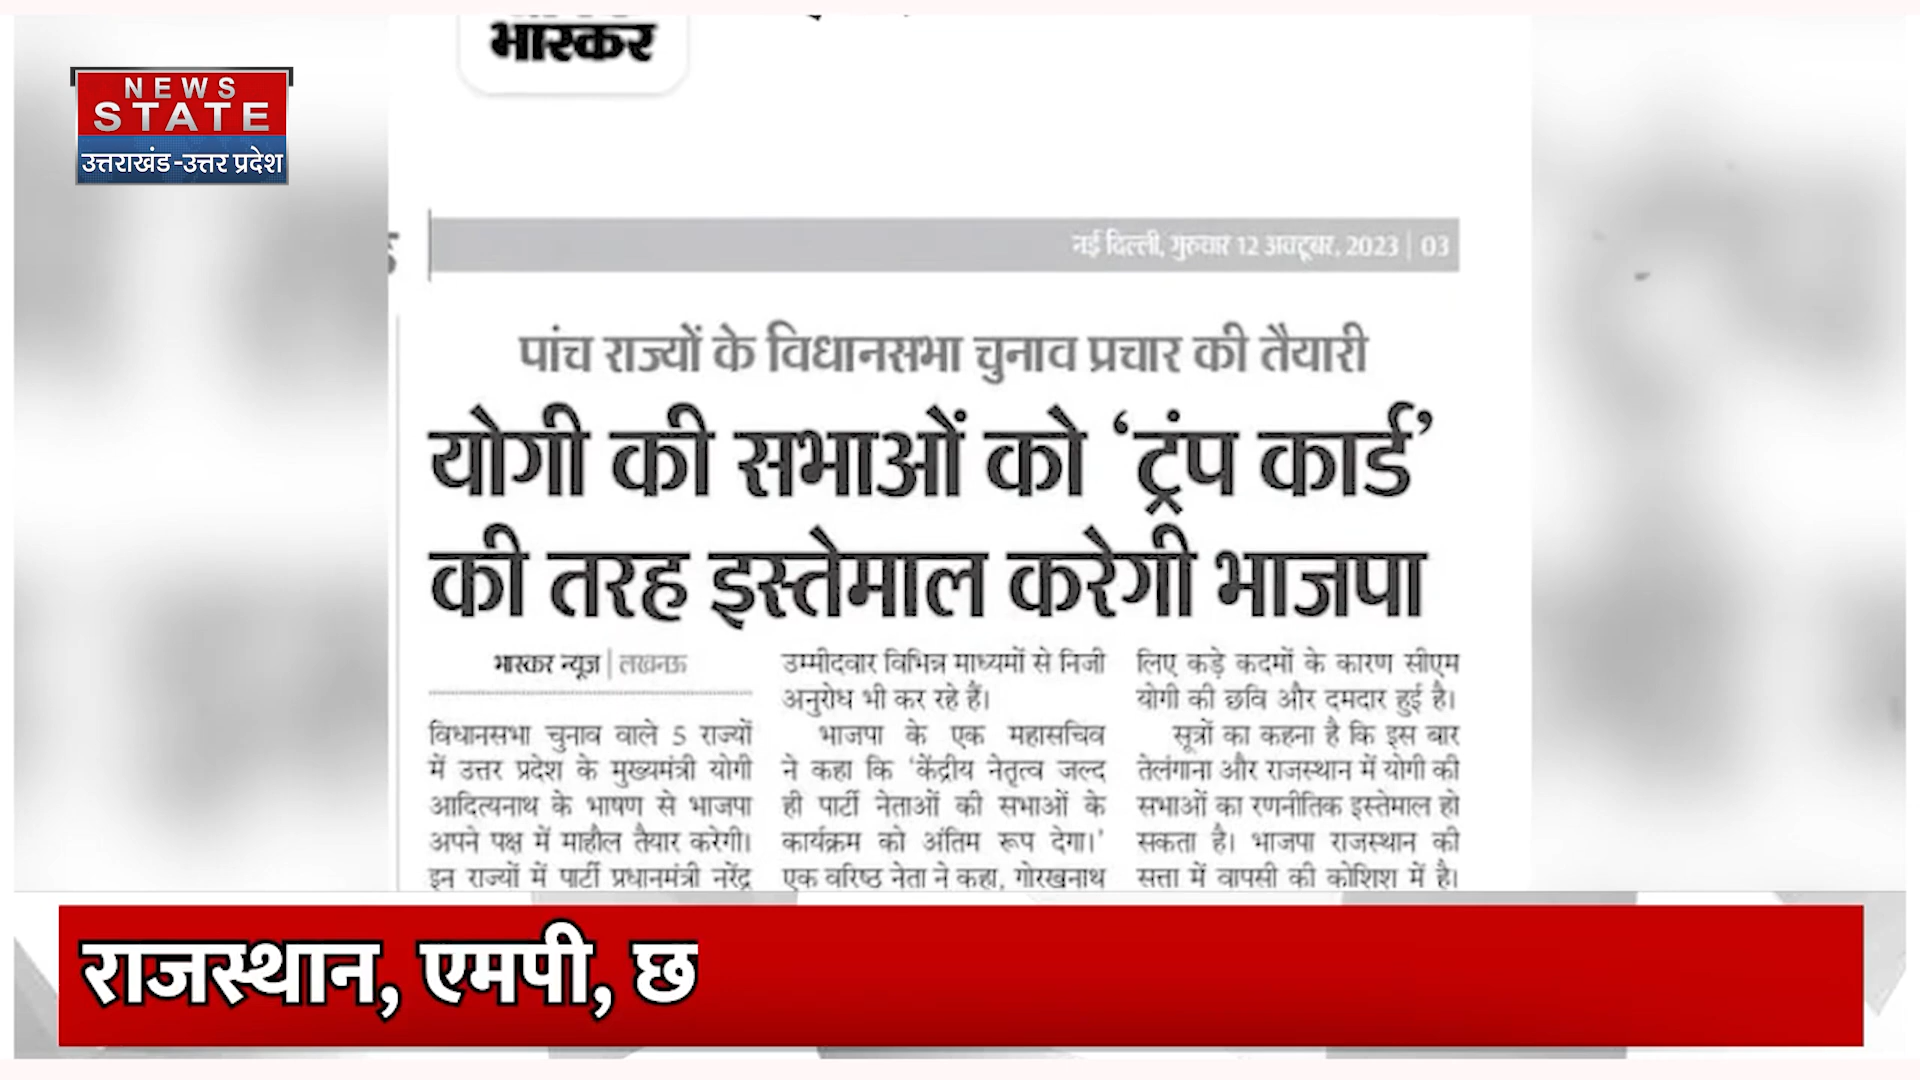 भास्कर
NEWS
STATE
उत्तराखंड-उत्तर प्रदेश
नई दिल्ली, गुरुवार 12 अक्टूबर, 2023 | 03
पांच राज्यों के विधानसभा चुनाव प्रचार की तैयारी
योगी की सभाओं को ‘ट्रंप कार्ड’
की तरह इस्तेमाल करेगी भाजपा
भास्कर न्यूज | लखनऊ
विधानसभा चुनाव वाले 5 राज्यों
में उत्तर प्रदेश के मुख्यमंत्री योगी
आदित्यनाथ के भाषण से भाजपा
अपने पक्ष में माहौल तैयार करेगी।
इन राज्यों में पार्टी प्रधानमंत्री नरेंद्र
उम्मीदवार विभिन्न माध्यमों से निजी
अनुरोध भी कर रहे हैं।
भाजपा के एक महासचिव
ने कहा कि ‘केंद्रीय नेतृत्व जल्द
ही पार्टी नेताओं की सभाओं के
कार्यक्रम को अंतिम रूप देगा।'
एक वरिष्ठ नेता ने कहा, गोरखनाथ
लिए कड़े कदमों के कारण सीएम
योगी की छवि और दमदार हुई है।
सूत्रों का कहना है कि इस बार
तेलंगाना और राजस्थान में योगी की
सभाओं का रणनीतिक इस्तेमाल हो
सकता है। भाजपा राजस्थान की
सत्ता में वापसी की कोशिश में है।
राजस्थान, एमपी, छ